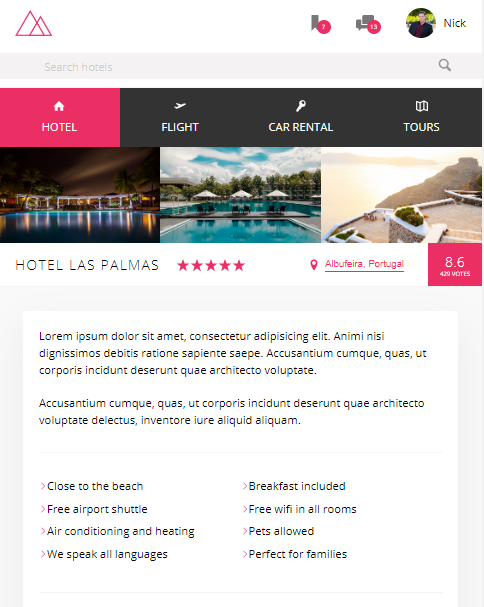 7
13
Nick
Search hotels
HOTEL
FLIGHT
CAR RENTAL
TOURS
HOTEL LAS PALMAS
Albufeira, Portugal
8.6
429 VOTES
Lorem ipsum dolor sit amet, consectetur adipisicing elit. Animi nisi
dignissimos debitis ratione sapiente saepe. Accusantium cumque, quas, ut
corporis incidunt deserunt quae architecto voluptate.
Accusantium cumque, quas, ut corporis incidunt deserunt quae architecto
voluptate delectus, inventore iure aliquid aliquam.
Close to the beach
Breakfast included
Free airport shuttle
Free wifi in all rooms
Air conditioning and heating
Pets allowed
We speak all languages
Perfect for families